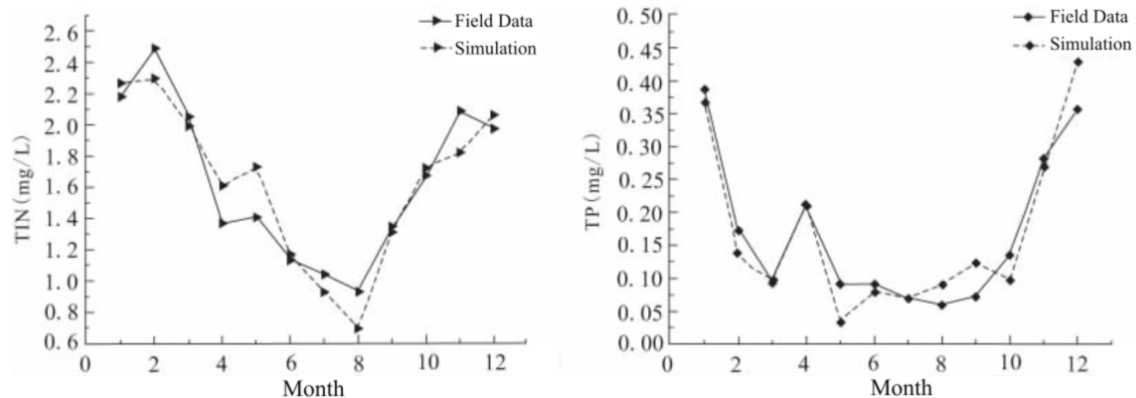 Field Data
Simulation
TIN (mg/L)
2. 6
2. 4
2. 2
2. 0
1. 8
1. 6
1. 4
1. 2
1. 0
0. 8
0. 6
0 2 4 6 8 10 12
Month
Field Data
Simulation
TP (mg/L)
0. 50
0. 45
0. 40
0. 35
0. 30
0. 25
0. 20
0. 15
0. 10
0. 05
0. 00
0 2 4 6 8 10 12
Month